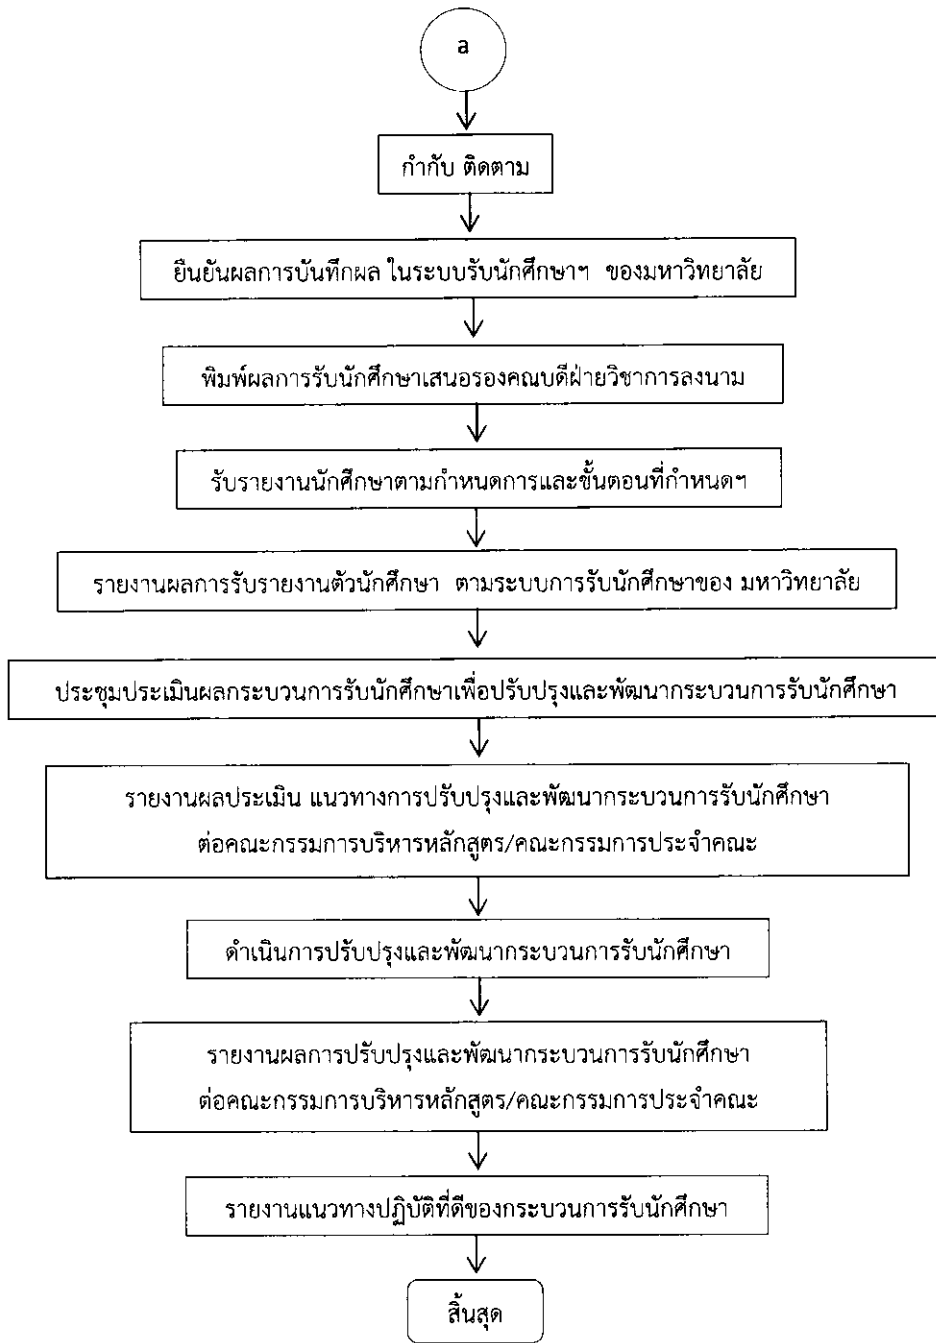 a
กำกับ ติดตาม
ยืนยันผลการบันทึกผล ในระบบรับนักศึกษาฯ ของมหาวิทยาลัย
พิมพ์ผลการรับนักศึกษาเสนอรองคณบดีฝ่ายวิชาการลงนาม
รับรายงานนักศึกษาตามกำหนดการและขั้นตอนที่กำหนดฯ
รายงานผลการรับรายงานตัวนักศึกษา ตามระบบการรับนักศึกษาของ มหาวิทยาลัย
ประชุมประเมินผลกระบวนการรับนักศึกษาเพื่อปรับปรุงและพัฒนากระบวนการรับนักศึกษา
รายงานผลประเมิน แนวทางการปรับปรุงและพัฒนากระบวนการรับนักศึกษา
ต่อคณะกรรมการบริหารหลักสูตร/คณะกรรมการประจำคณะ
ดำเนินการปรับปรุงและพัฒนากระบวนการรับนักศึกษา
รายงานผลการปรับปรุงและพัฒนากระบวนการรับนักศึกษา
ต่อคณะกรรมการบริหารหลักสูตร/คณะกรรมการประจำคณะ
รายงานแนวทางปฏิบัติที่ดีของกระบวนการรับนักศึกษา
สิ้นสุด